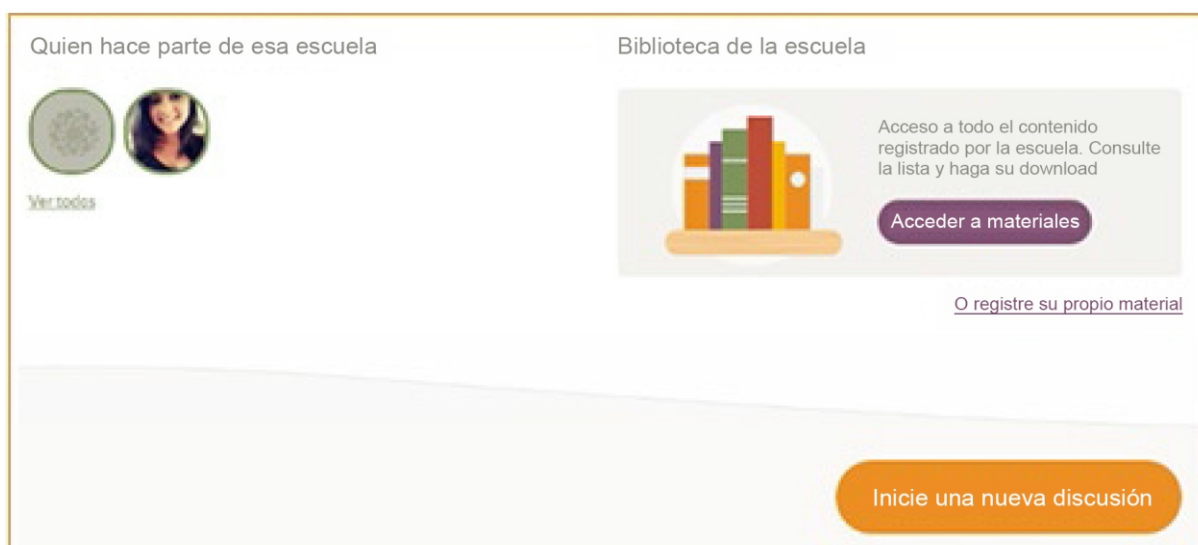 Quien hace parte de esa escuela
Ver todos
Biblioteca de la escuela
Acceso a todo el contenido
registrado por la escuela. Consulte
la lista y haga su download
Acceder a materiales
O registre su propio material
Inicie una nueva discusión